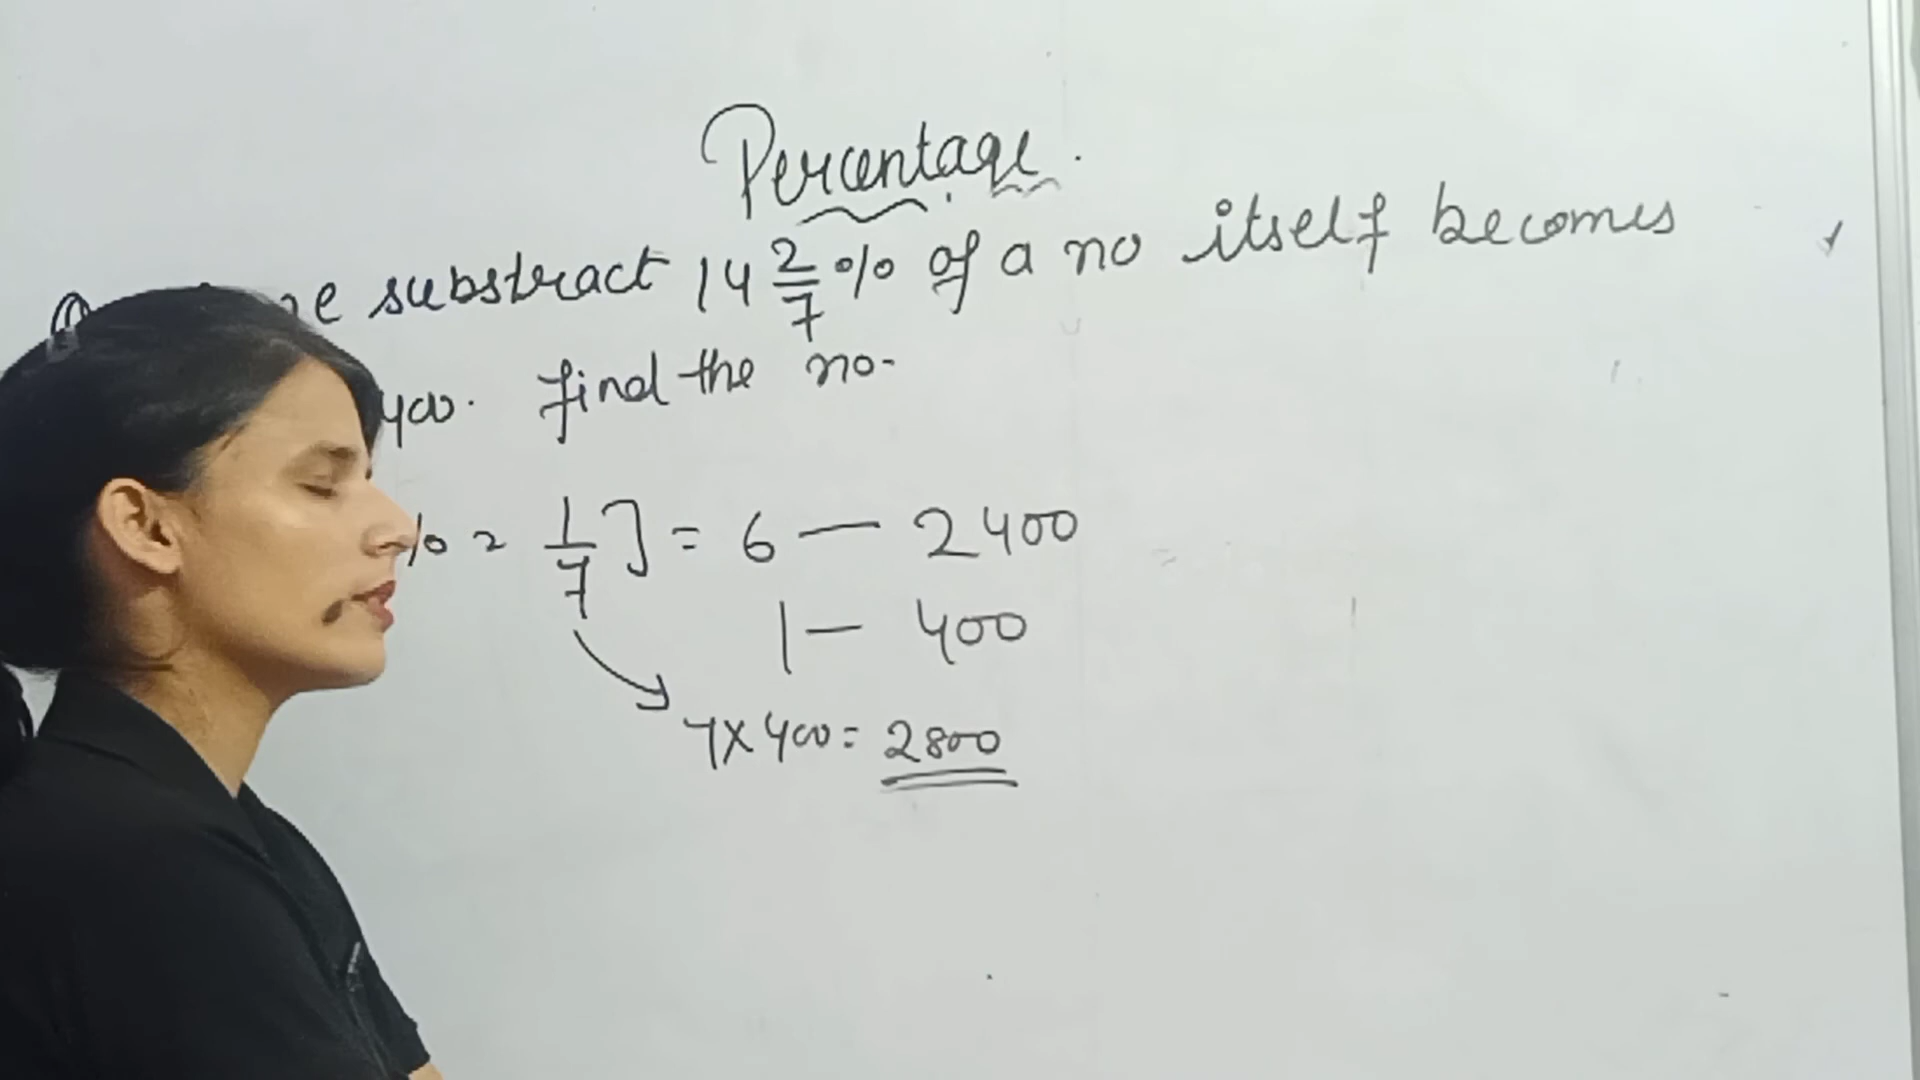 Percentage.
Q substract 14 2/7 % of a no itself becomes
400. find the no-
% = 1/7 ] = 6 — 2400
1 — 400
7 x 400 = 2800